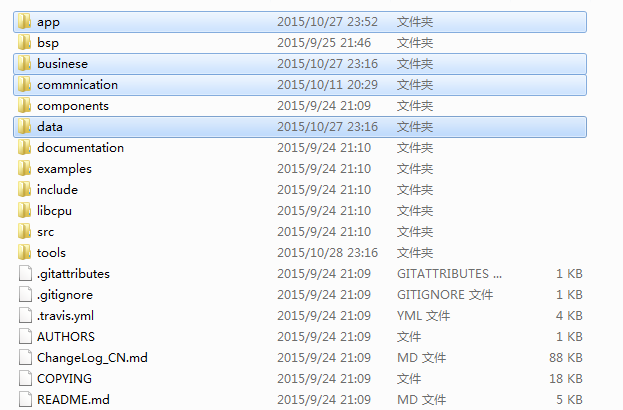 app 2015/10/27 23:52 文件夹
bsp 2015/9/25 21:46 文件夹
businese 2015/10/27 23:16 文件夹
commnication 2015/10/11 20:29 文件夹
components 2015/9/24 21:09 文件夹
data 2015/10/27 23:16 文件夹
documentation 2015/9/24 21:10 文件夹
examples 2015/9/24 21:10 文件夹
include 2015/9/24 21:10 文件夹
libcpu 2015/9/24 21:10 文件夹
src 2015/9/24 21:10 文件夹
tools 2015/10/28 23:16 文件夹
.gitattributes 2015/9/24 21:09 GITATTRIBUTES ... 1 KB
.gitignore 2015/9/24 21:09 GITIGNORE 文件 1 KB
.travis.yml 2015/9/24 21:09 YML 文件 4 KB
AUTHORS 2015/9/24 21:09 文件 1 KB
ChangeLog_CN.md 2015/9/24 21:09 MD 文件 88 KB
COPYING 2015/9/24 21:09 文件 18 KB
README.md 2015/9/24 21:09 MD 文件 5 KB